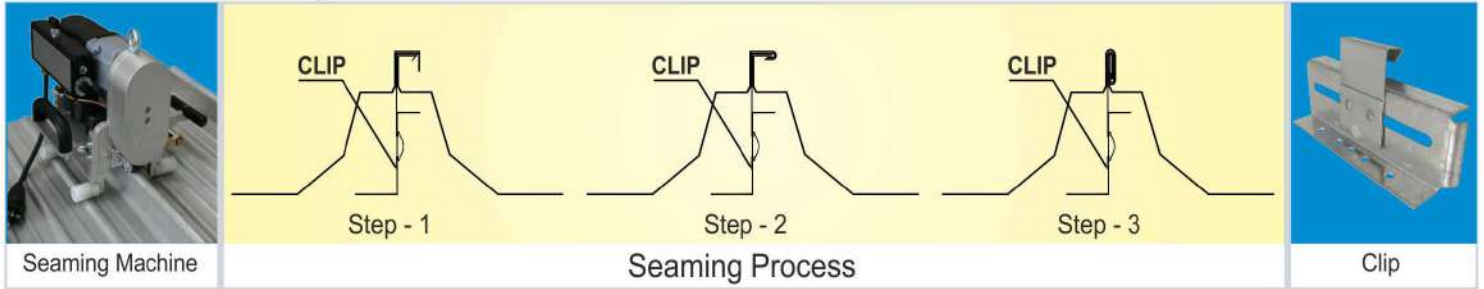 CLIP
CLIP
CLIP
Step - 1
Step - 2
Step - 3
Seaming Machine
Seaming Process
Clip